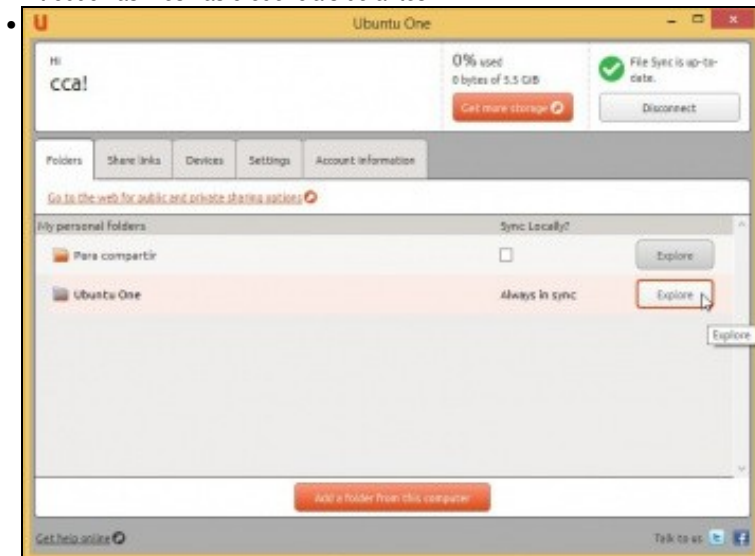 Ubuntu One
Hi
cca!
0% used
0 bytes of 5.5 GiB
Get more storage
File Sync is up-to-
date.
Disconnect
Folders
Share links
Devices
Settings
Account Information
Go to the web for public and private sharing options
My personal folders
Sync Locally?
Para compartir
Explore
Ubuntu One
Always in sync
Explore
Explore
Add a folder from this computer
Get help online
Talk to us